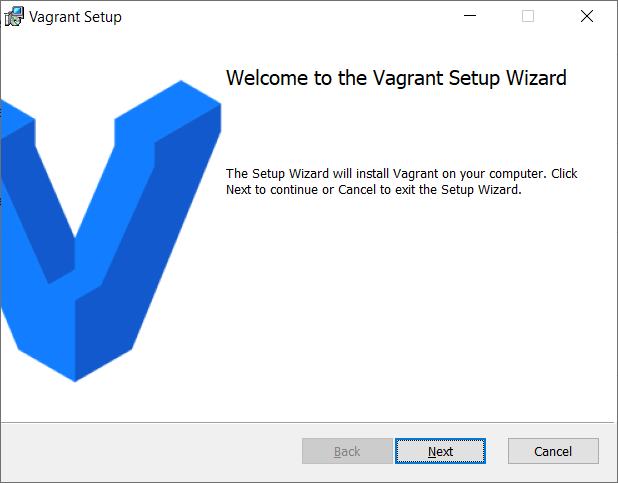 Vagrant Setup
Welcome to the Vagrant Setup Wizard
The Setup Wizard will install Vagrant on your computer. Click
Next to continue or Cancel to exit the Setup Wizard.
Back
Next
Cancel